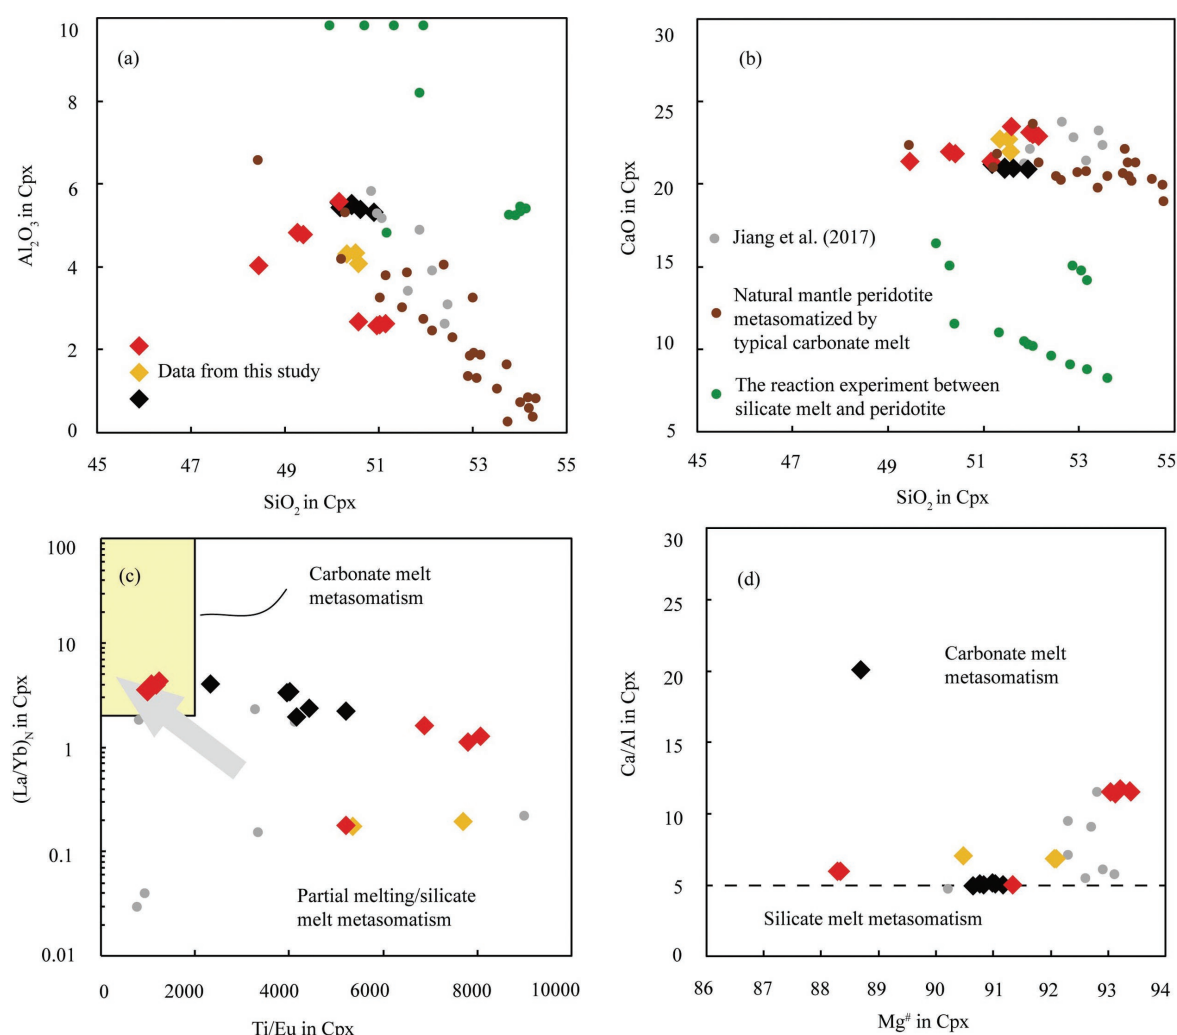 (a)
10
8
6
4
2
0
Al2O3 in Cpx
Data from this study
45
47
49
51
53
55
SiO2 in Cpx
(b)
30
25
20
15
10
5
CaO in Cpx
Jiang et al. (2017)
Natural mantle peridotite
metasomatized by
typical carbonate melt
The reaction experiment between
silicate melt and peridotite
45
47
49
51
53
55
SiO2 in Cpx
(c)
100
10
1
0.1
0.01
(La/Yb)N in Cpx
Carbonate melt
metasomatism
Partial melting/silicate
melt metasomatism
0
2000
4000
6000
8000
10000
Ti/Eu in Cpx
(d)
30
25
20
15
10
5
0
Ca/Al in Cpx
Carbonate melt
metasomatism
Silicate melt metasomatism
86
87
88
89
90
91
92
93
94
Mg# in Cpx